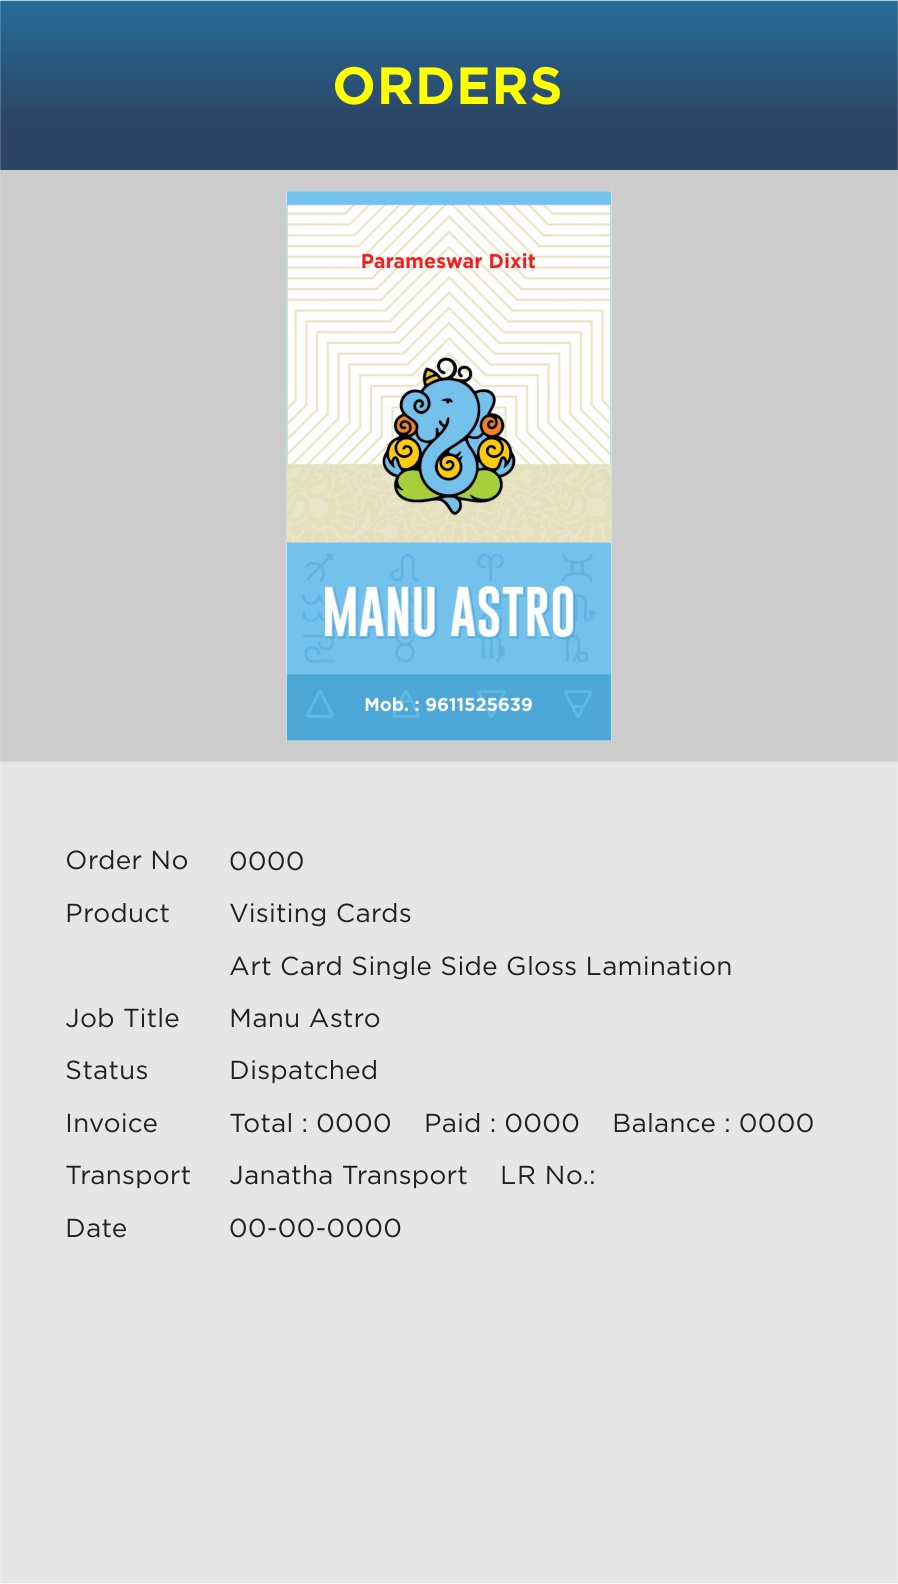 ORDERS
Parameswar Dixit
MANU ASTRO
Mob. : 9611525639
Order No 0000
Product Visiting Cards
Art Card Single Side Gloss Lamination
Job Title Manu Astro
Status Dispatched
Invoice Total : 0000 Paid : 0000 Balance : 0000
Transport Janatha Transport LR No.:
Date 00-00-0000